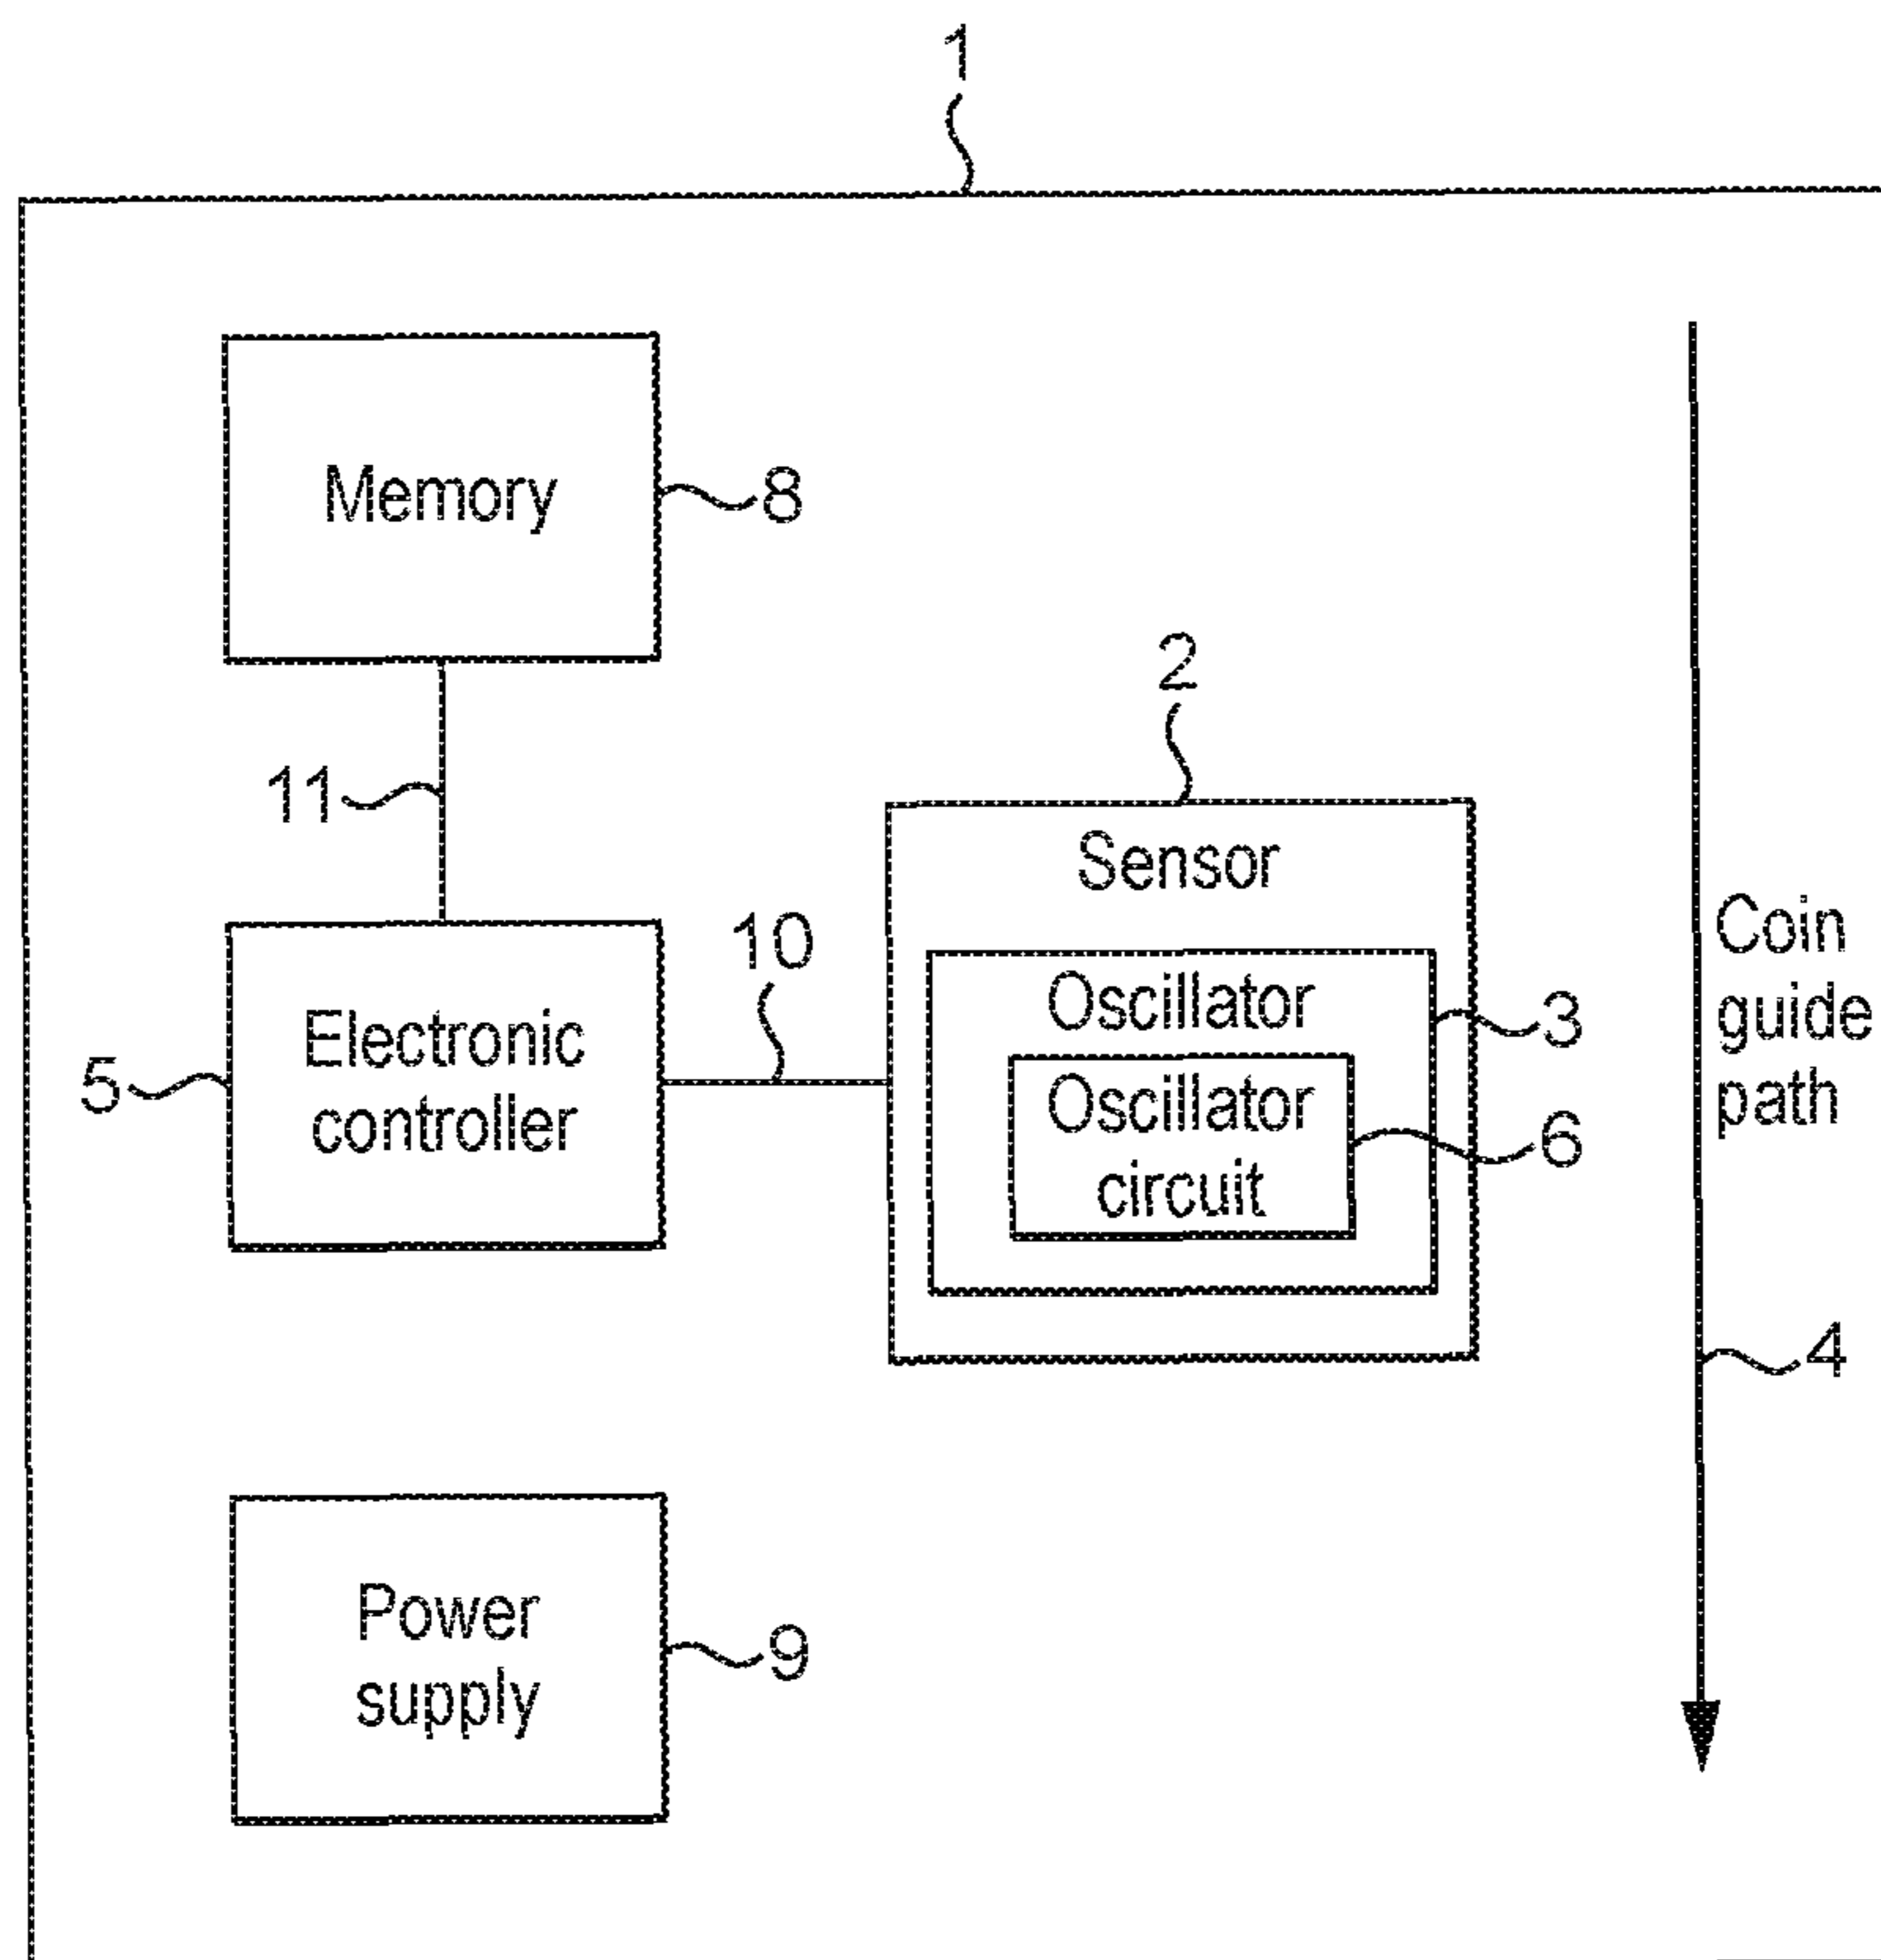 1
Memory
8
2
11
Sensor
10
Oscillator
3
Oscillator
circuit
6
Electronic
controller
5
Coin
guide
path
4
Power
supply
9